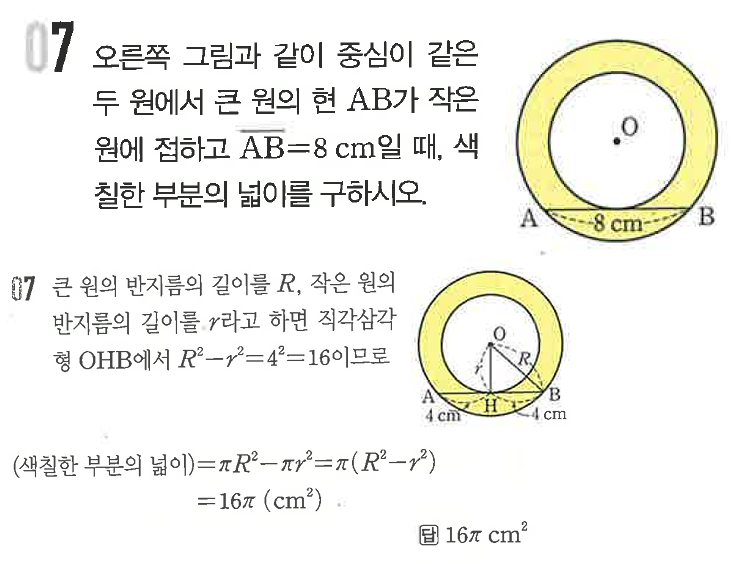 07 오른쪽 그림과 같이 중심이 같은
두 원에서 큰 원의 현 AB가 작은
원에 접하고 A̅B̅=8 cm일 때, 색
칠한 부분의 넓이를 구하시오.
O
A
8 cm
B
07 큰 원의 반지름의 길이를 R, 작은 원의
반지름의 길이를 r라고 하면 직각삼각
형 OHB에서 R²-r²=4²=16이므로
O
r
R
A
H
B
4 cm
4 cm
(색칠한 부분의 넓이)=πR²-πr²=π(R²-r²)
=16π (cm²)
답 16π cm²